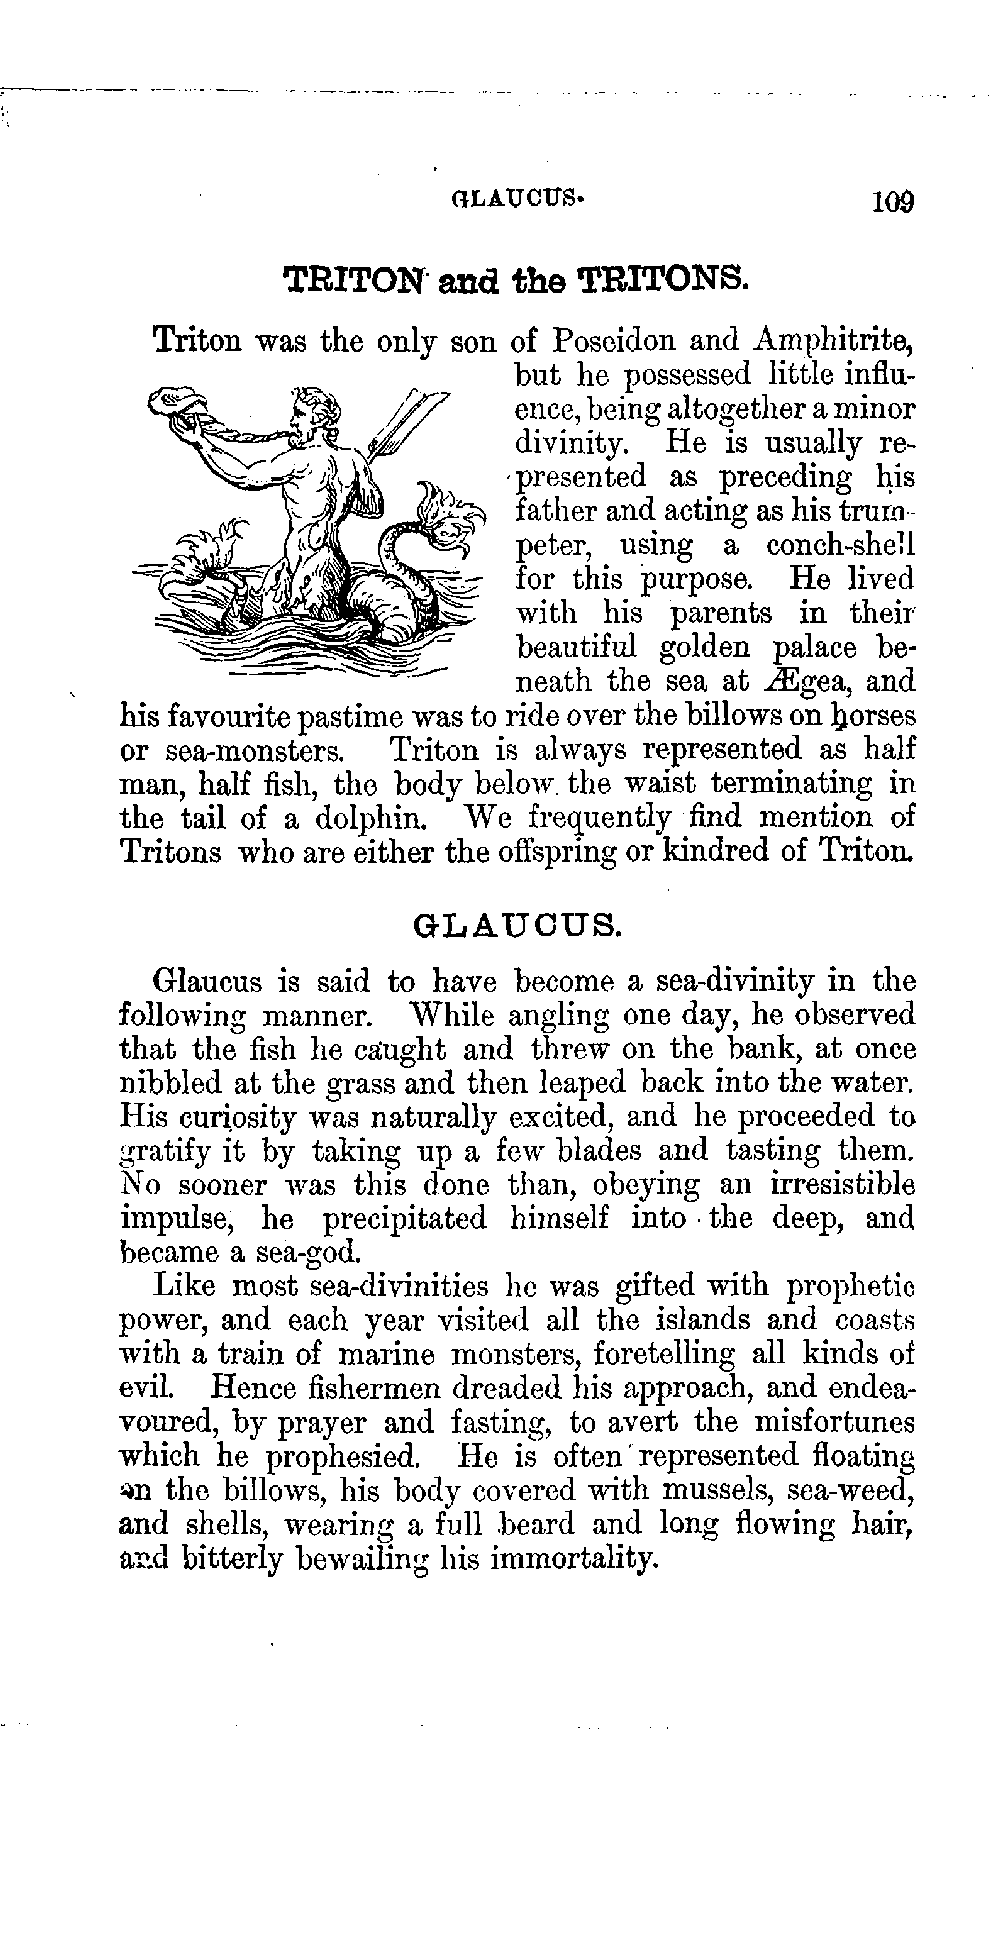 GLAUCUS. 109
TRITON and the TRITONS.
Triton was the only son of Poseidon and Amphitrite,
but he possessed little influ-
ence, being altogether a minor
divinity. He is usually re-
presented as preceding his
father and acting as his trum-
peter, using a conch-shell
for this purpose. He lived
with his parents in their
beautiful golden palace be-
neath the sea at Ægea, and
his favourite pastime was to ride over the billows on horses
or sea-monsters. Triton is always represented as half
man, half fish, the body below the waist terminating in
the tail of a dolphin. We frequently find mention of
Tritons who are either the offspring or kindred of Triton.
GLAUCUS.
Glaucus is said to have become a sea-divinity in the
following manner. While angling one day, he observed
that the fish he caught and threw on the bank, at once
nibbled at the grass and then leaped back into the water.
His curiosity was naturally excited, and he proceeded to
gratify it by taking up a few blades and tasting them.
No sooner was this done than, obeying an irresistible
impulse, he precipitated himself into the deep, and
became a sea-god.
Like most sea-divinities he was gifted with prophetic
power, and each year visited all the islands and coasts
with a train of marine monsters, foretelling all kinds of
evil. Hence fishermen dreaded his approach, and endea-
voured, by prayer and fasting, to avert the misfortunes
which he prophesied. He is often represented floating
on the billows, his body covered with mussels, sea-weed,
and shells, wearing a full beard and long flowing hair,
and bitterly bewailing his immortality.